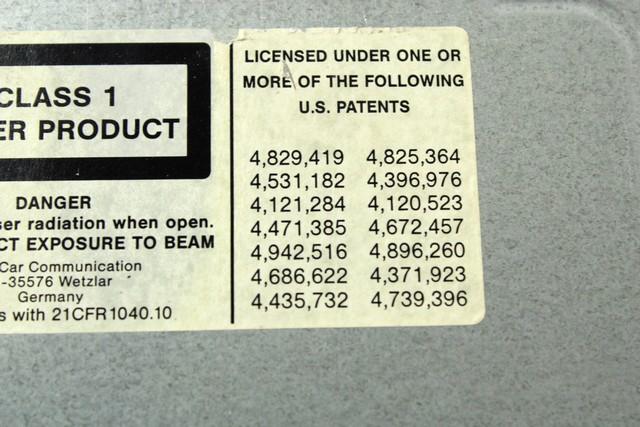 CLASS 1
ER PRODUCT
DANGER
ser radiation when open.
CT EXPOSURE TO BEAM
Car Communication
-35576 Wetzlar
Germany
s with 21CFR1040.10
LICENSED UNDER ONE OR
MORE OF THE FOLLOWING
U.S. PATENTS
4,829,419 4,825,364
4,531,182 4,396,976
4,121,284 4,120,523
4,471,385 4,672,457
4,942,516 4,896,260
4,686,622 4,371,923
4,435,732 4,739,396